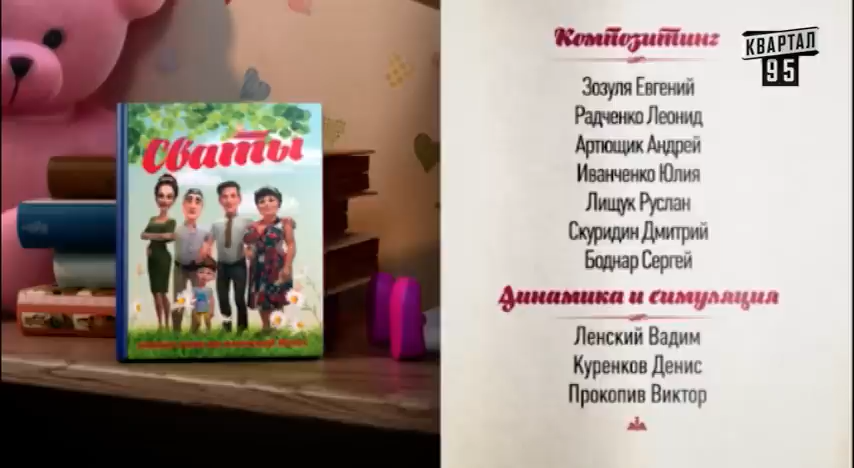 Сваты
Композитинг
КВАРТАЛ
95
Зозуля Евгений
Радченко Леонид
Артющик Андрей
Иванченко Юлия
Лищук Руслан
Скуридин Дмитрий
Боднар Сергей
Динамика и симуляция
Ленский Вадим
Куренков Денис
Прокопив Виктор